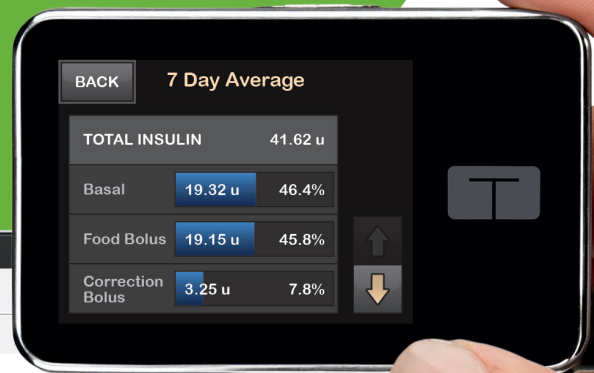 BACK
7 Day Average
TOTAL INSULIN 41.62 u
Basal 19.32 u 46.4%
Food Bolus 19.15 u 45.8%
Correction
Bolus 3.25 u 7.8%